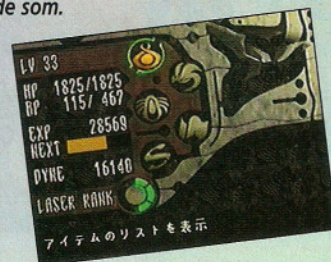 de som.
LV 33
HP 1825/1825
BP 115/ 467
EXP 28569
NEXT
DYNE 16140
LASER RANK
アイテムのリストを表示